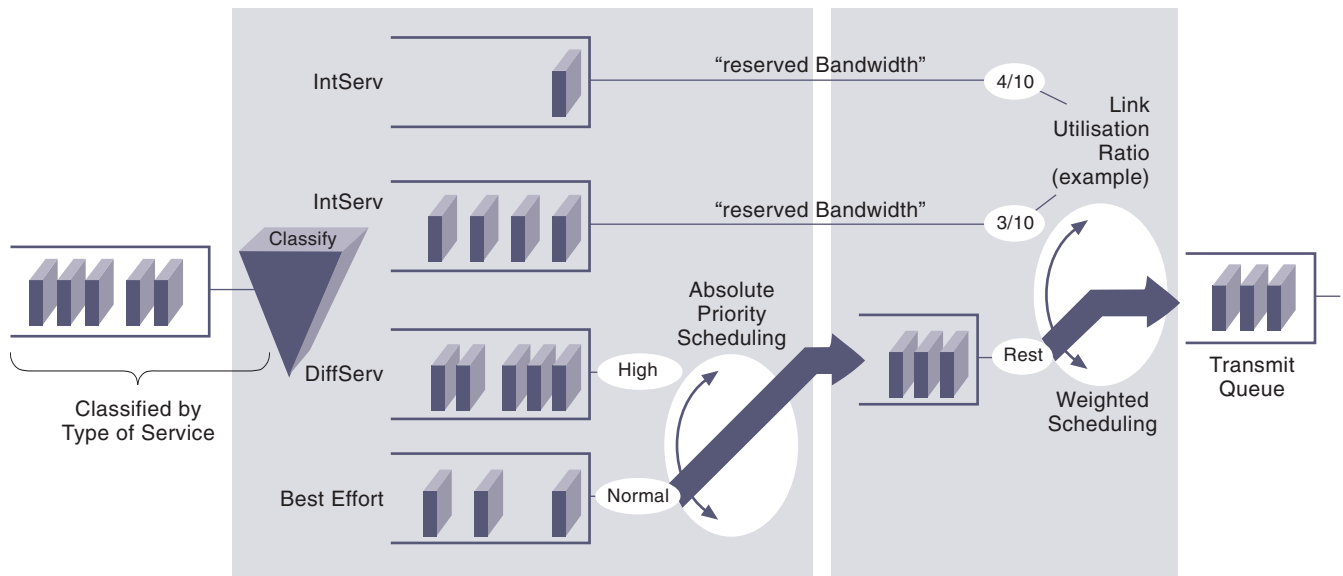 IntServ
“reserved Bandwidth”
4/10
Link
Utilisation
Ratio
(example)
IntServ
“reserved Bandwidth”
3/10
Classify
Absolute
Priority
Scheduling
DiffServ
High
Rest
Transmit
Queue
Classified by
Type of Service
Weighted
Scheduling
Best Effort
Normal